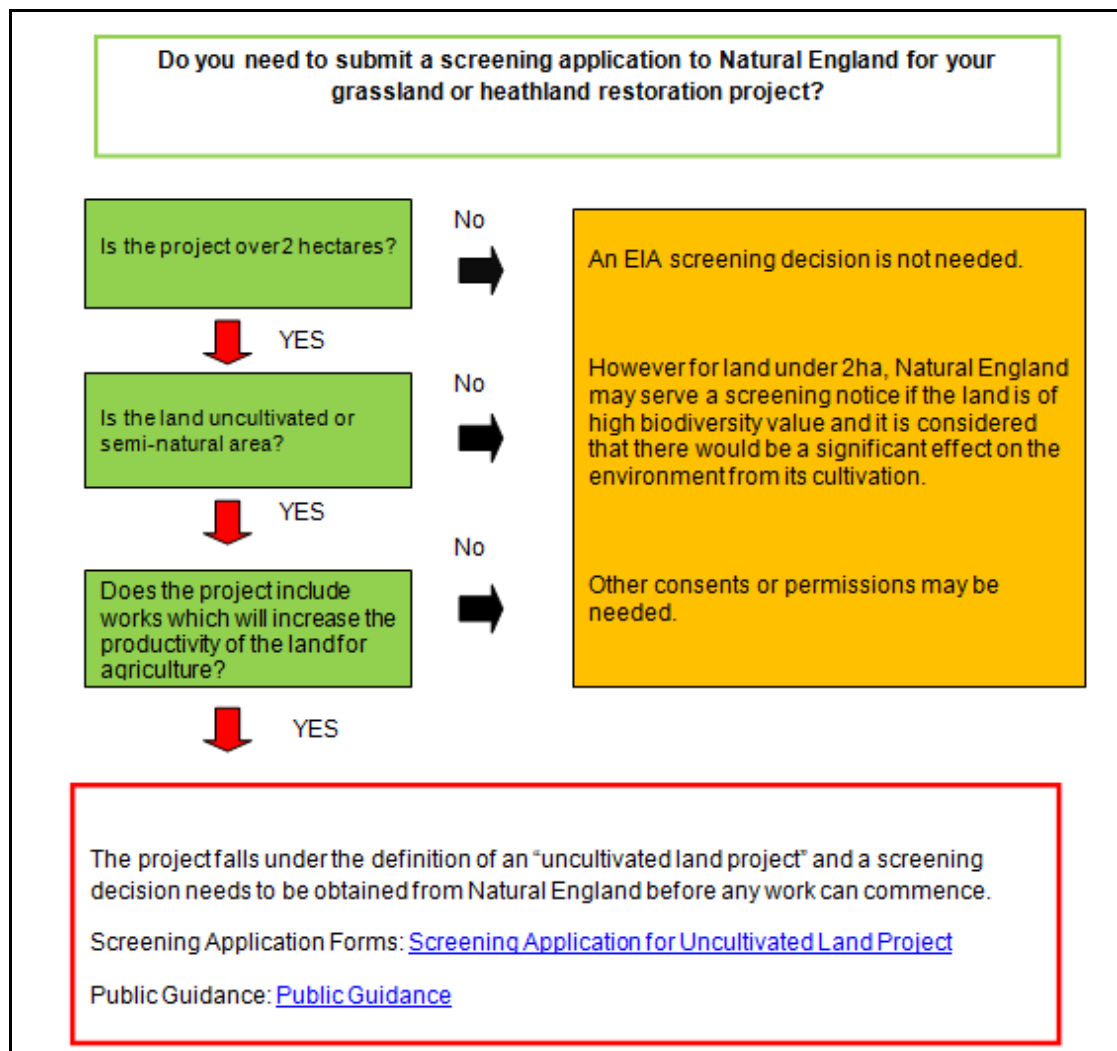 Do you need to submit a screening application to Natural England for your
grassland or heathland restoration project?
Is the project over 2 hectares?
No
An EIA screening decision is not needed.
YES
Is the land uncultivated or
semi-natural area?
No
However for land under 2ha, Natural England
may serve a screening notice if the land is of
high biodiversity value and it is considered
that there would be a significant effect on the
environment from its cultivation.
YES
Does the project include
works which will increase the
productivity of the land for
agriculture?
No
Other consents or permissions may be
needed.
YES
The project falls under the definition of an “uncultivated land project” and a screening
decision needs to be obtained from Natural England before any work can commence.
Screening Application Forms: Screening Application for Uncultivated Land Project
Public Guidance: Public Guidance